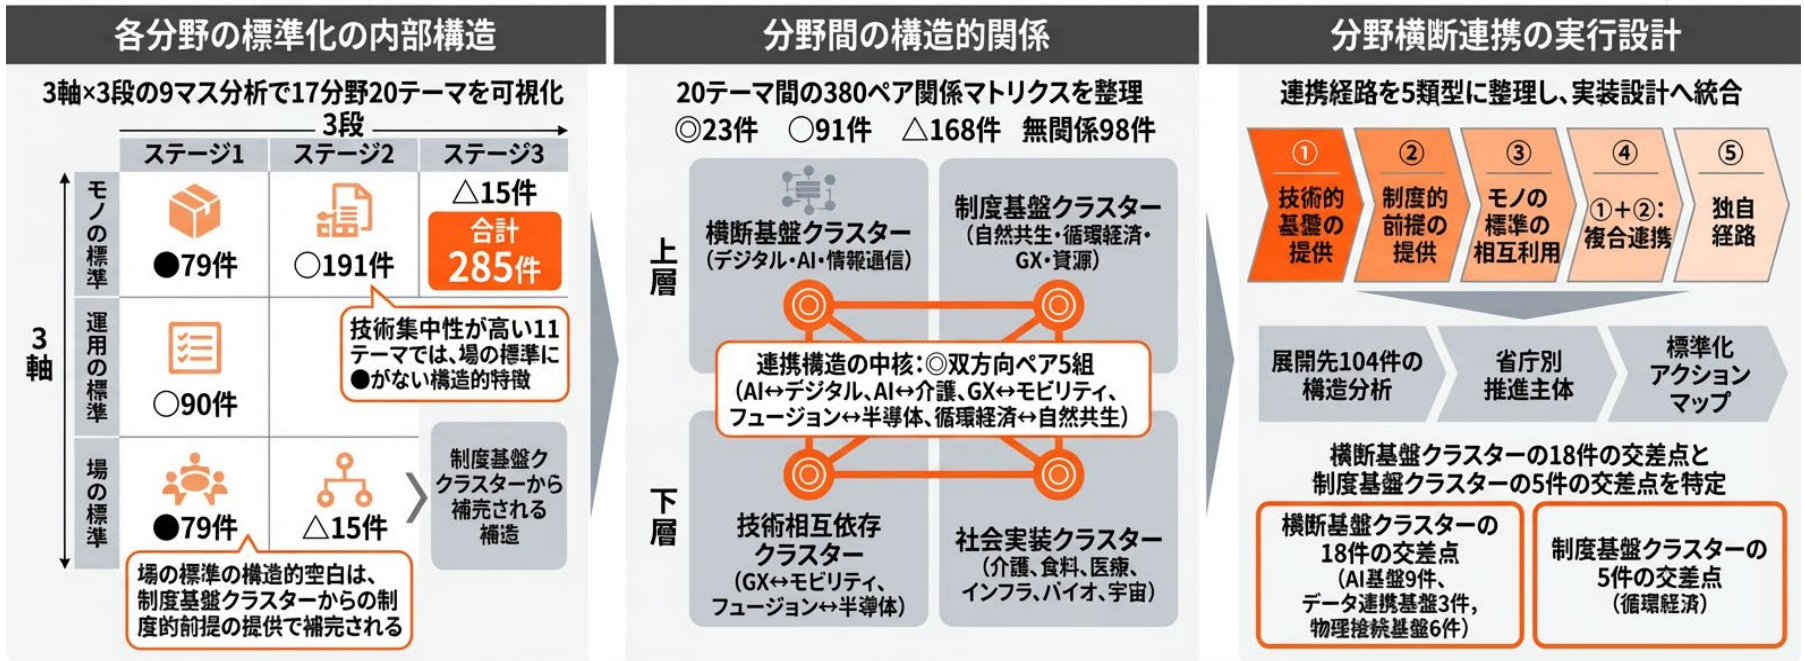 各分野の標準化の内部構造
3軸×3段の9マス分析で17分野20テーマを可視化
3段
ステージ1
ステージ2
ステージ3
3軸
モノの標準
●79件
○191件
△15件
合計
285件
技術集中性が高い11
テーマでは、場の標準に
●がない構造的特徴
運用の標準
○90件
場の標準
●79件
△15件
制度基盤ク
クラスターから
補完される
構造
場の標準の構造的空白は、
制度基盤クラスターからの制
度的前提の提供で補完される
分野間の構造的関係
20テーマ間の380ペア関係マトリクスを整理
◎23件 ○91件 △168件 無関係98件
上層
横断基盤クラスター
(デジタル・AI・情報通信)
制度基盤クラスター
(自然共生・循環経済・
GX・資源)
連携構造の中核：◎双方向ペア5組
(AI↔デジタル、AI↔介護、GX↔モビリティ、
フュージョン↔半導体、循環経済↔自然共生)
下層
技術相互依存
クラスター
(GX↔モビリティ、
フュージョン↔半導体)
社会実装クラスター
(介護、食料、医療、
インフラ、バイオ、宇宙)
分野横断連携の実行設計
連携経路を5類型に整理し、実装設計へ統合
①
技術的
基盤の
提供
②
制度的
前提の
提供
③
モノの
標準の
相互利用
④
①＋②：
複合連携
⑤
独自
経路
展開先104件の
構造分析
省庁別
推進主体
標準化
アクション
マップ
横断基盤クラスターの18件の交差点と
制度基盤クラスターの5件の交差点を特定
横断基盤クラスターの
18件の交差点
(AI基盤9件、
データ連携基盤3件,
物理接続基盤6件)
制度基盤クラスターの
5件の交差点
(循環経済)